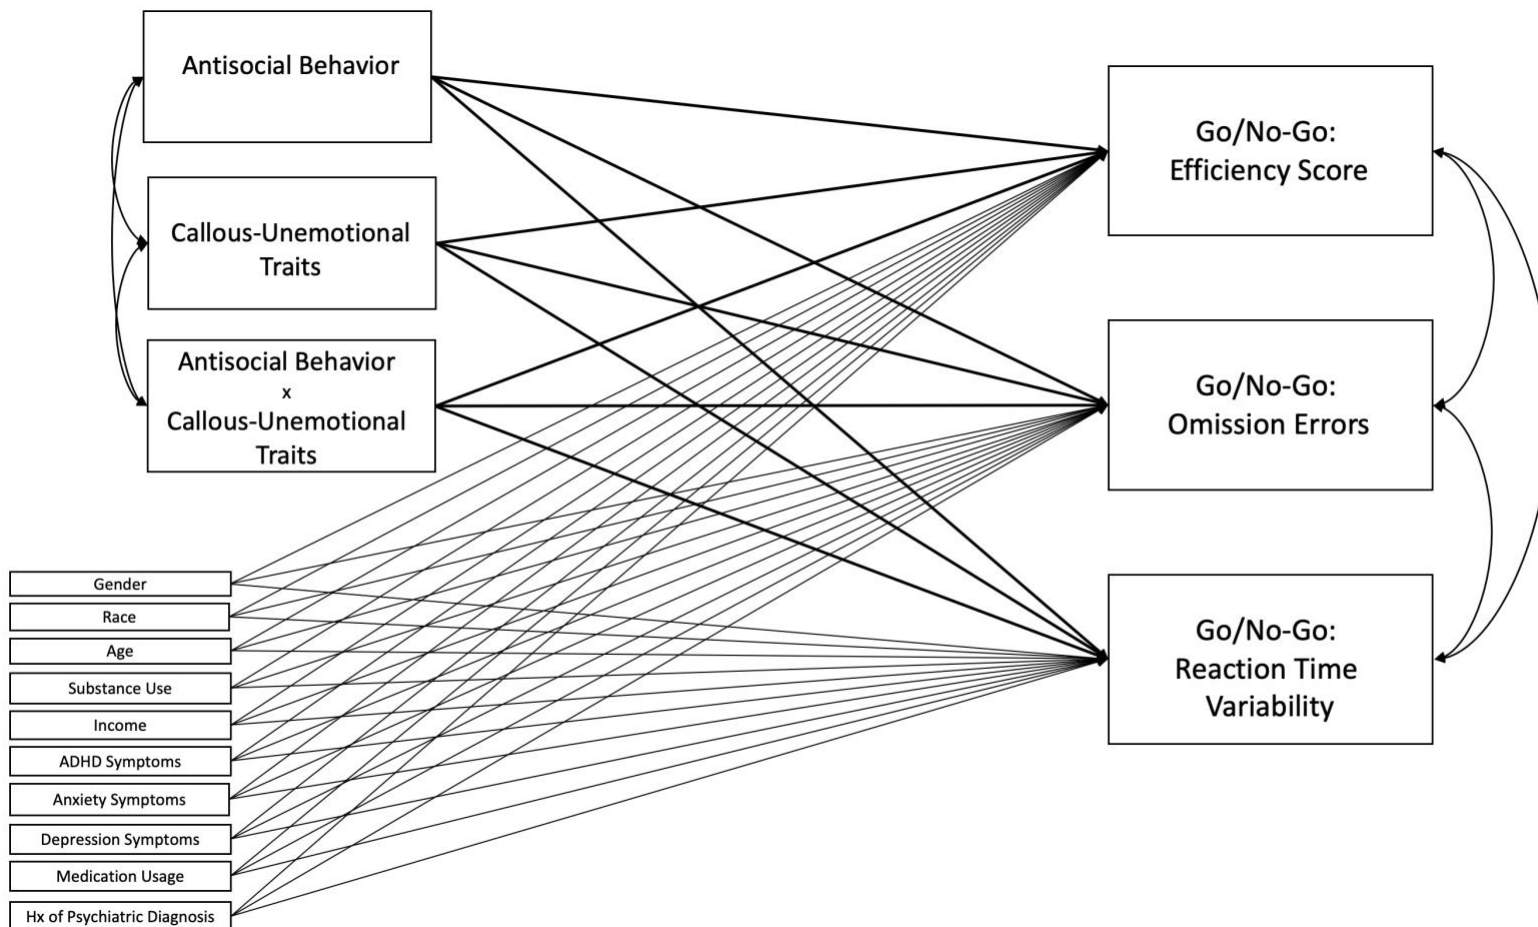 Antisocial Behavior
Callous-Unemotional
Traits
Antisocial Behavior
x
Callous-Unemotional
Traits
Gender
Race
Age
Substance Use
Income
ADHD Symptoms
Anxiety Symptoms
Depression Symptoms
Medication Usage
Hx of Psychiatric Diagnosis
Go/No-Go:
Efficiency Score
Go/No-Go:
Omission Errors
Go/No-Go:
Reaction Time
Variability